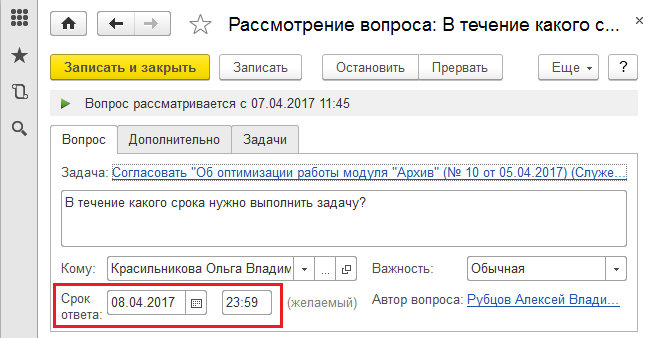 Рассмотрение вопроса: В течение какого с...
Записать и закрыть Записать Остановить Прервать Еще ?
Вопрос рассматривается с 07.04.2017 11:45
Вопрос Дополнительно Задачи
Задача: Согласовать "Об оптимизации работы модуля "Архив" (№ 10 от 05.04.2017) (Служе...
В течение какого срока нужно выполнить задачу?
Кому: Красильникова Ольга Владим ... Важность: Обычная
Срок ответа: 08.04.2017 23:59 (желаемый) Автор вопроса: Рубцов Алексей Влади...